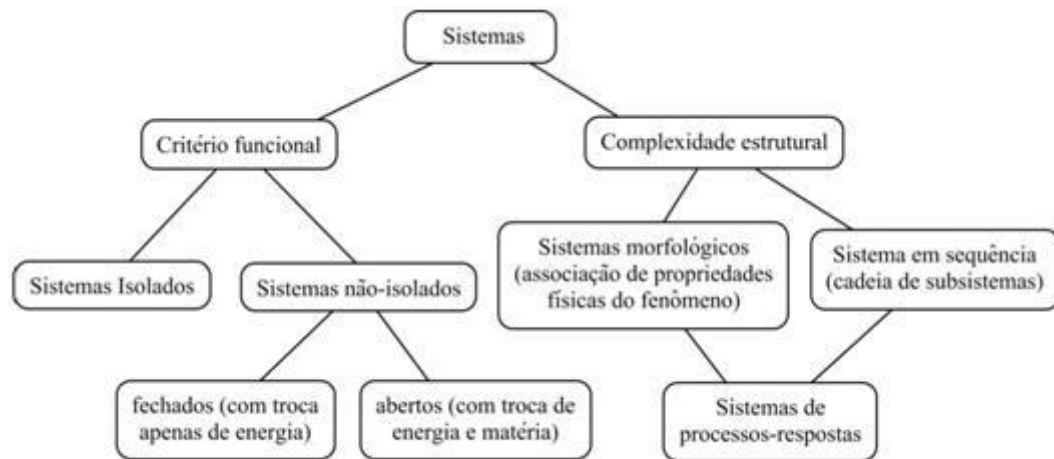 Sistemas
Critério funcional
Complexidade estrutural
Sistemas Isolados
Sistemas não-isolados
Sistemas morfológicos
(associação de propriedades
físicas do fenômeno)
Sistema em sequência
(cadeia de subsistemas)
fechados (com troca
apenas de energia)
abertos (com troca de
energia e matéria)
Sistemas de
processos-respostas